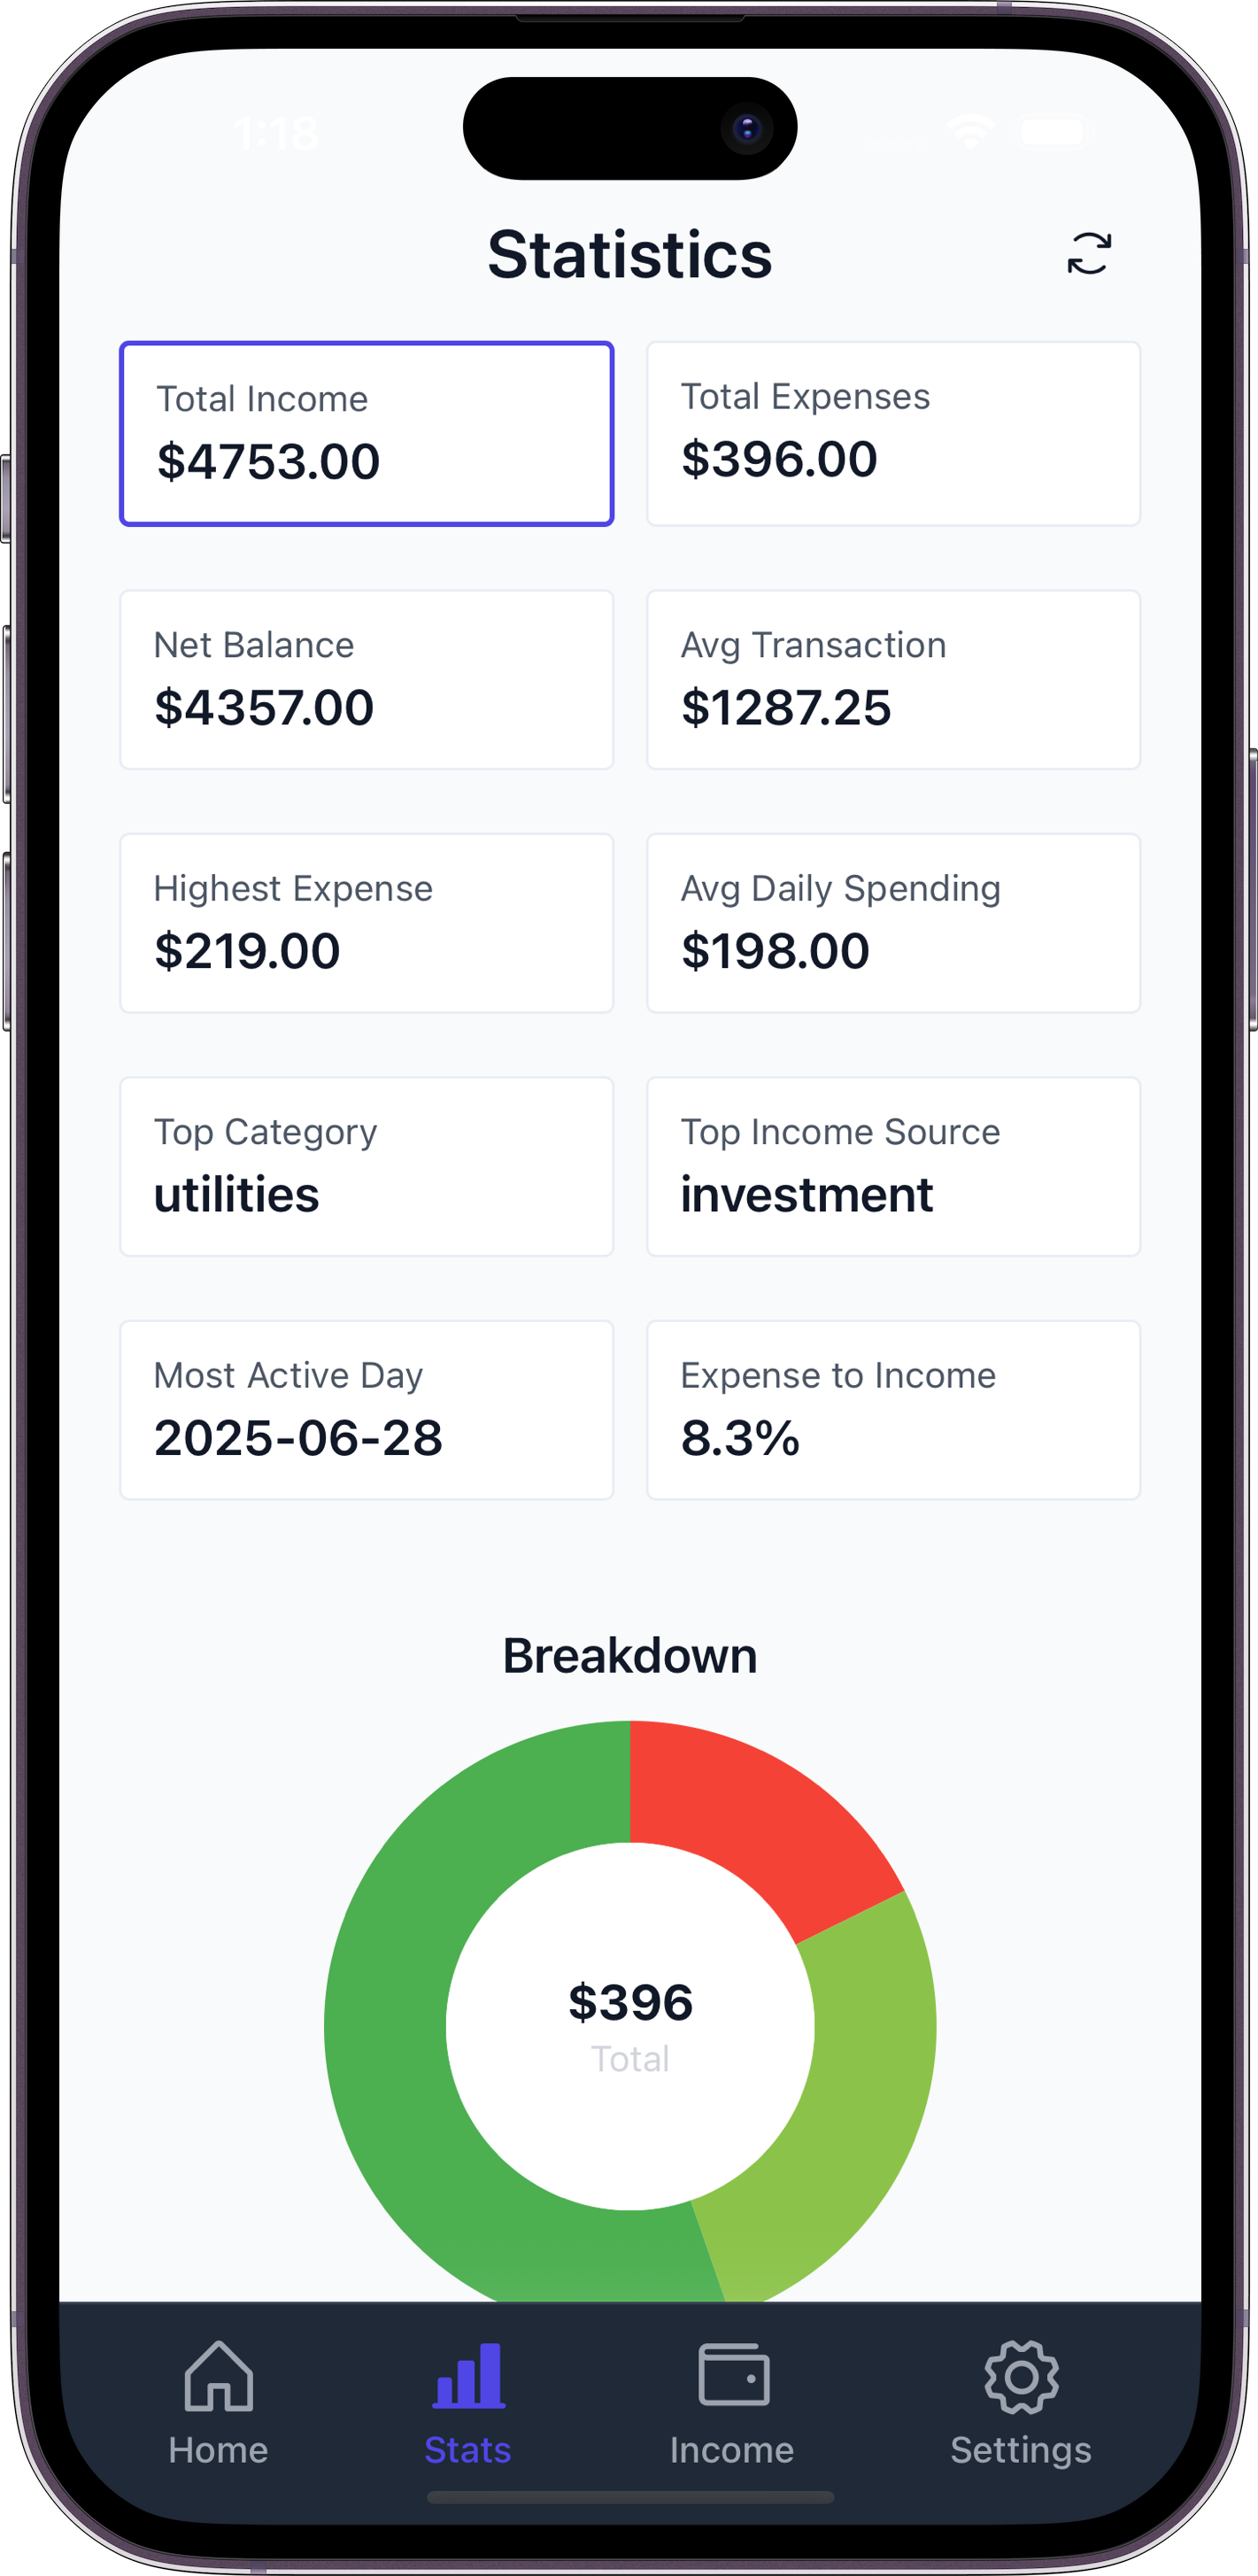 1:18
Statistics
Total Income
$4753.00
Total Expenses
$396.00
Net Balance
$4357.00
Avg Transaction
$1287.25
Highest Expense
$219.00
Avg Daily Spending
$198.00
Top Category
utilities
Top Income Source
investment
Most Active Day
2025-06-28
Expense to Income
8.3%
Breakdown
$396
Total
Home
Stats
Income
Settings